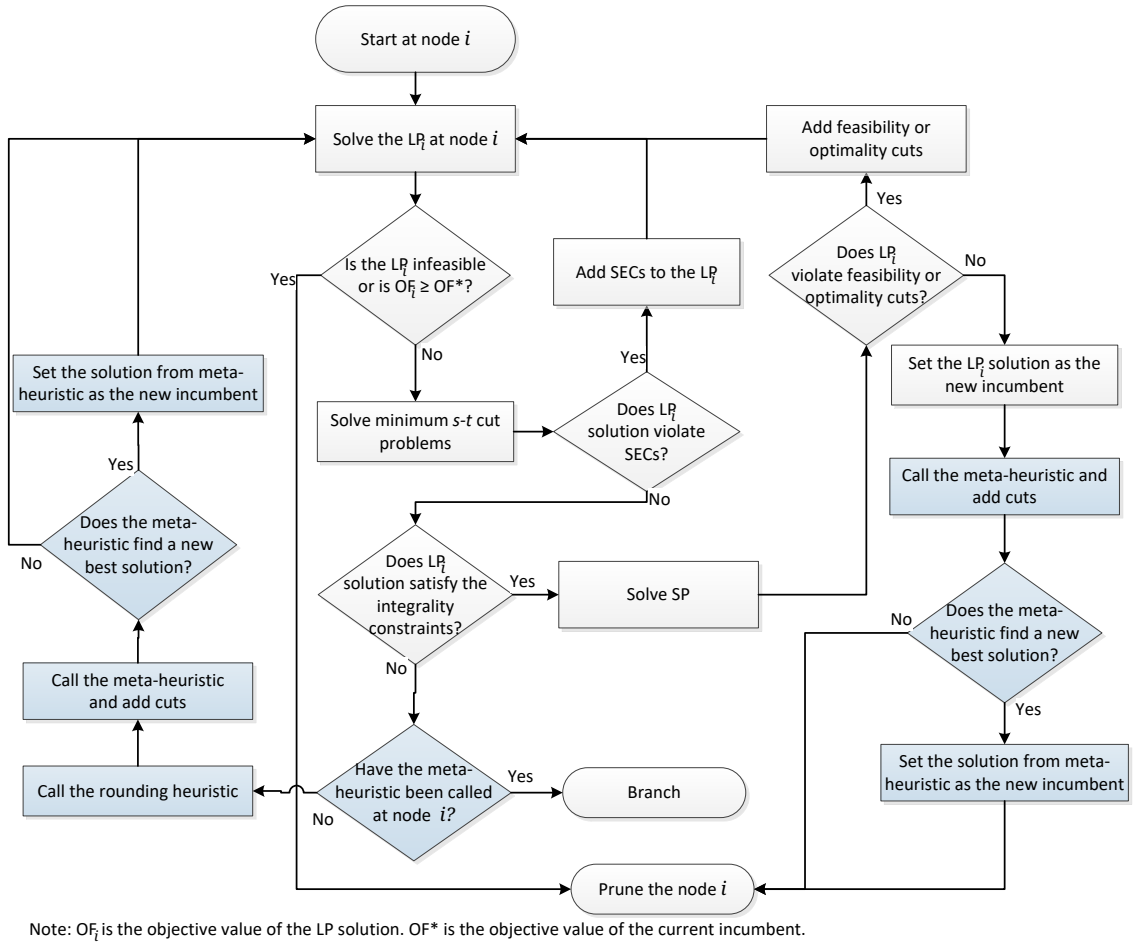 Start at node i
Solve the LPi at node i
Add feasibility or
optimality cuts
Yes
Is the LPi infeasible
or is OFi ≥ OF*?
Yes
No
Add SECs to the LPi
Does LPi
violate feasibility or
optimality cuts?
No
Set the solution from meta-
heuristic as the new incumbent
Solve minimum s-t cut
problems
Yes
Does LPi
solution violate
SECs?
No
Set the LPi solution as the
new incumbent
Yes
Does the meta-
heuristic find a new
best solution?
No
Call the meta-heuristic and
add cuts
Does LPi
solution satisfy the
integrality
constraints?
Yes
No
Solve SP
No
Does the meta-
heuristic find a new
best solution?
Yes
Call the meta-heuristic
and add cuts
Call the rounding heuristic
Have the meta-
heuristic been called
at node i?
Yes
No
Branch
Set the solution from meta-
heuristic as the new incumbent
Prune the node i
Note: OFi is the objective value of the LP solution. OF* is the objective value of the current incumbent.